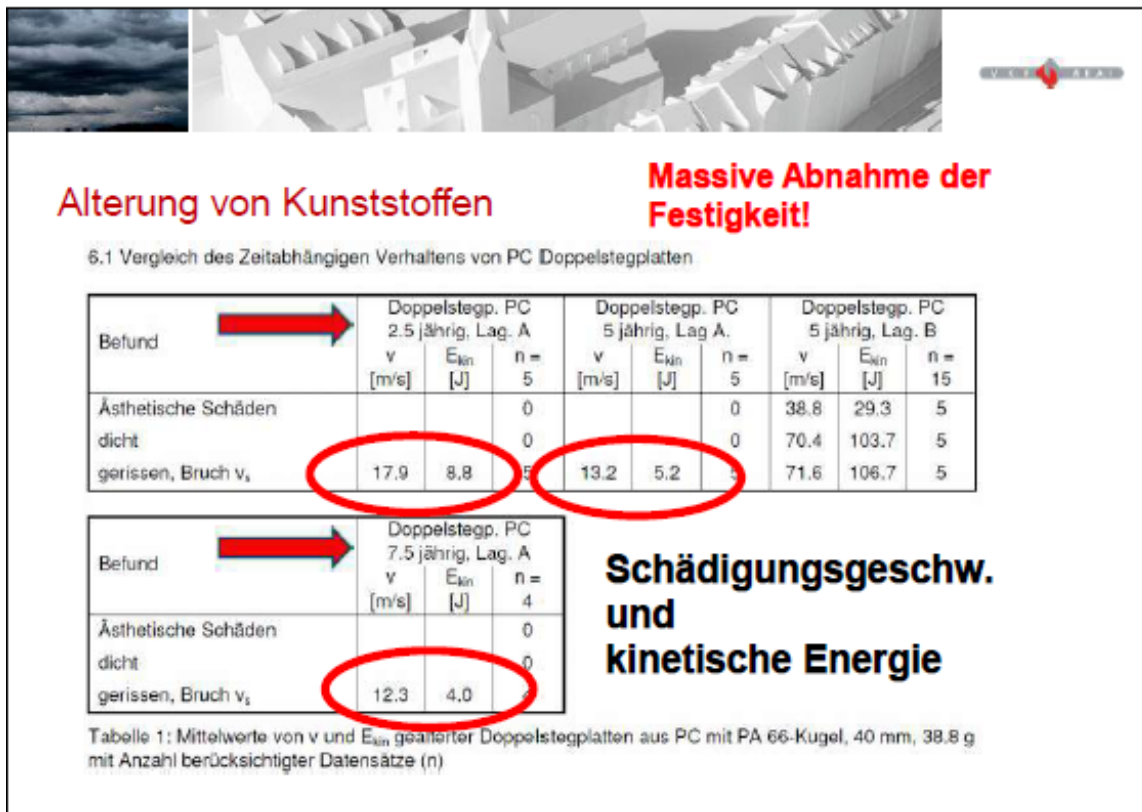 VKF AEAI
Massive Abnahme der
Festigkeit!
Alterung von Kunststoffen
6.1 Vergleich des Zeitabhängigen Verhaltens von PC Doppelstegplatten
Befund
Doppelstegp. PC Doppelstegp. PC Doppelstegp. PC
2.5 jährig, Lag. A 5 jährig, Lag A. 5 jährig, Lag. B
v Ekin n = v Ekin n = v Ekin n =
[m/s] [J] 5 [m/s] [J] 5 [m/s] [J] 15
Ästhetische Schäden 0 0 38.8 29.3 5
dicht 0 0 70.4 103.7 5
gerissen, Bruch vs 17.9 8.8 5 13.2 5.2 5 71.6 106.7 5
Befund
Doppelstegp. PC
7.5 jährig, Lag. A
v Ekin n =
[m/s] [J] 4
Ästhetische Schäden 0
dicht 0
gerissen, Bruch vs 12.3 4.0
Schädigungsgeschw.
und
kinetische Energie
Tabelle 1: Mittelwerte von v und Ekin gealterter Doppelstegplatten aus PC mit PA 66-Kugel, 40 mm, 38.8 g
mit Anzahl berücksichtigter Datensätze (n)